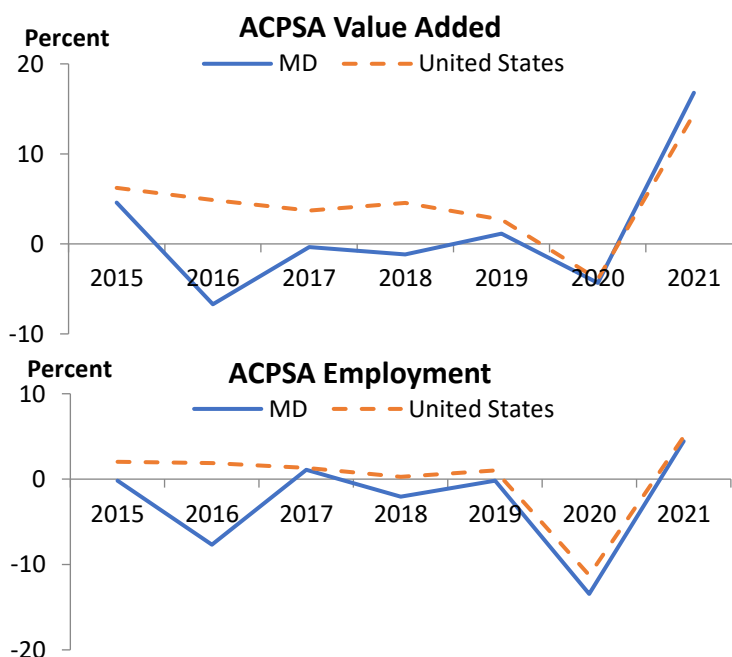 ACPSA Value Added
Percent
MD United States
20
10
0
2015 2016 2017 2018 2019 2020 2021
-10
Percent
ACPSA Employment
10
MD United States
0
2015 2016 2017 2018 2019 2020 2021
-10
-20